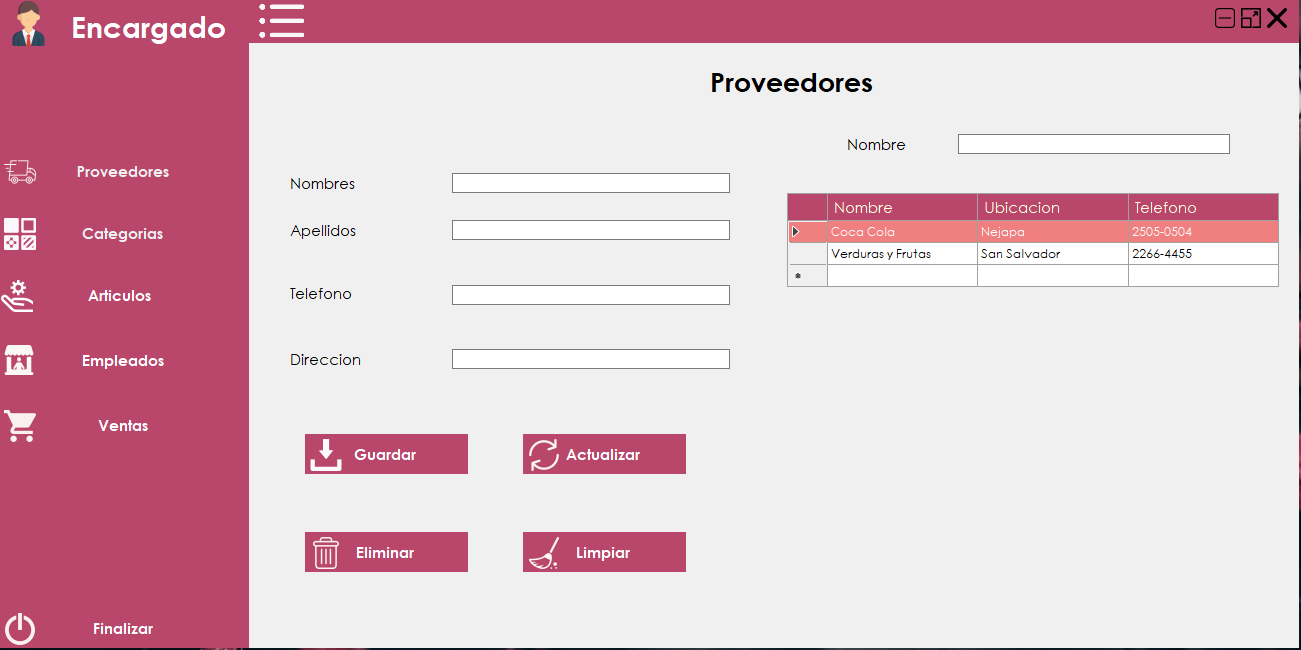 Encargado
Proveedores
Categorias
Articulos
Empleados
Ventas
Finalizar
Proveedores
Nombres
Apellidos
Telefono
Direccion
Guardar
Actualizar
Eliminar
Limpiar
Nombre
Nombre Ubicacion Telefono
Coca Cola Nejapa 2505-0504
Verduras y Frutas San Salvador 2266-4455